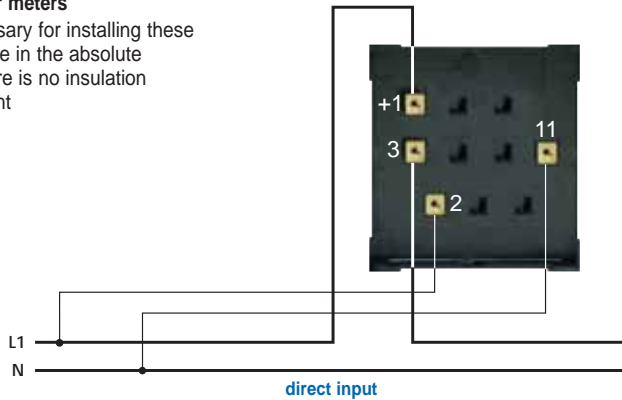 r meters
sary for installing these
e in the absolute
re is no insulation
nt
+1
11
3
2
L1
N
direct input